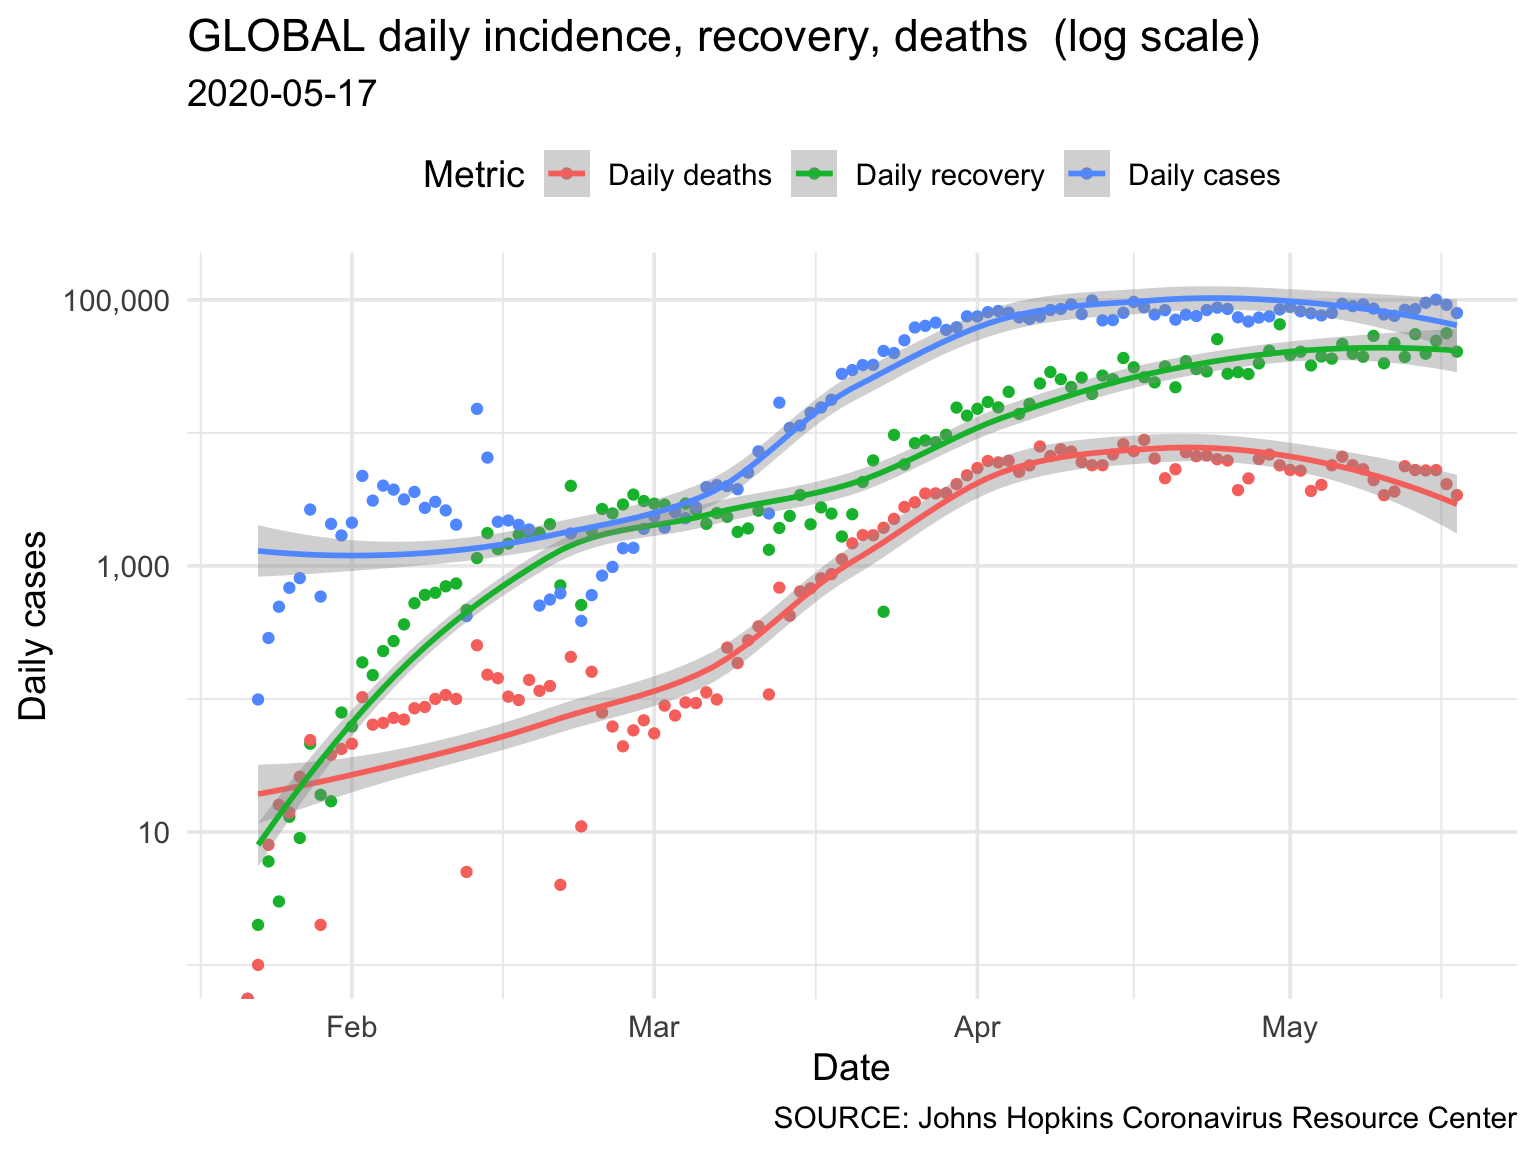 GLOBAL daily incidence, recovery, deaths  (log scale)
2020-05-17
Metric Daily deaths Daily recovery Daily cases
100,000
1,000
10
Daily cases
Feb Mar Apr May
Date
SOURCE: Johns Hopkins Coronavirus Resource Center